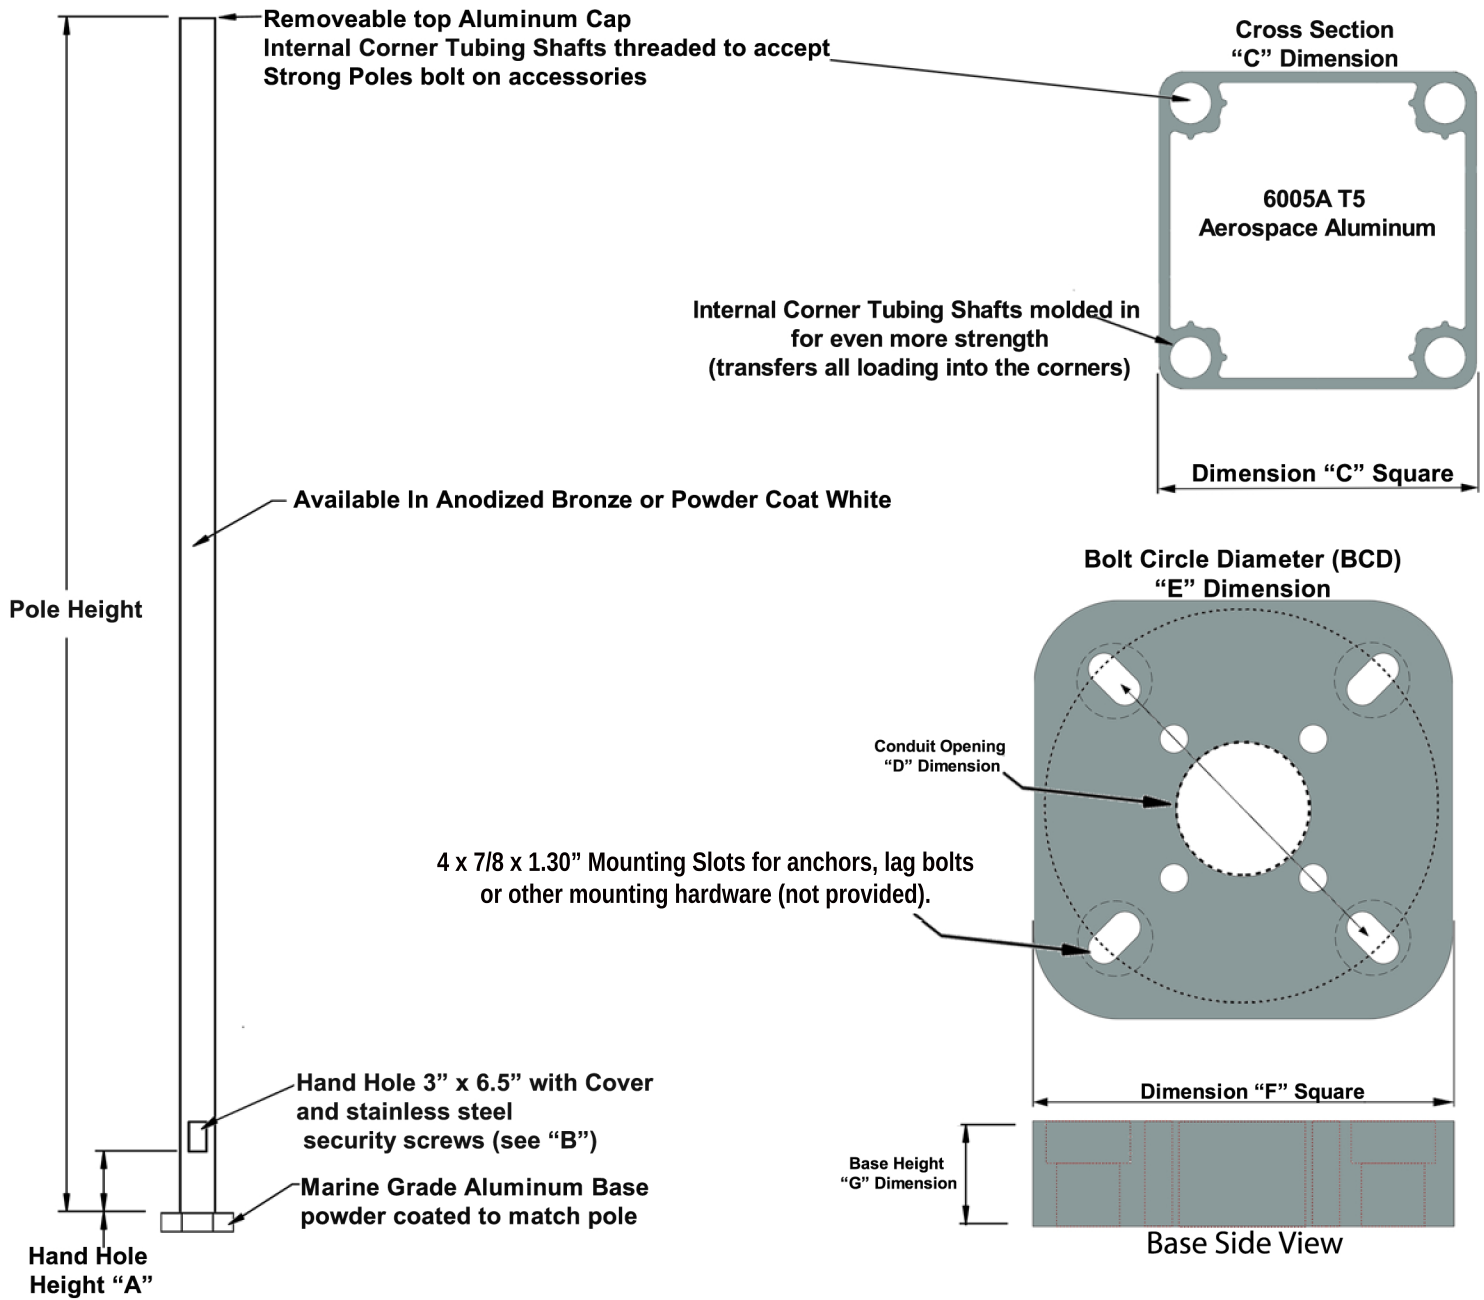 Removeable top Aluminum Cap
Internal Corner Tubing Shafts threaded to accept
Strong Poles bolt on accessories
Cross Section
“C” Dimension
6005A T5
Aerospace Aluminum
Internal Corner Tubing Shafts molded in
for even more strength
(transfers all loading into the corners)
Dimension “C” Square
Available In Anodized Bronze or Powder Coat White
Pole Height
Bolt Circle Diameter (BCD)
“E” Dimension
Conduit Opening
“D” Dimension
4 x 7/8 x 1.30” Mounting Slots for anchors, lag bolts
or other mounting hardware (not provided).
Hand Hole 3” x 6.5” with Cover
and stainless steel
security screws (see “B”)
Dimension “F” Square
Base Height
“G” Dimension
Marine Grade Aluminum Base
powder coated to match pole
Base Side View
Hand Hole
Height “A”